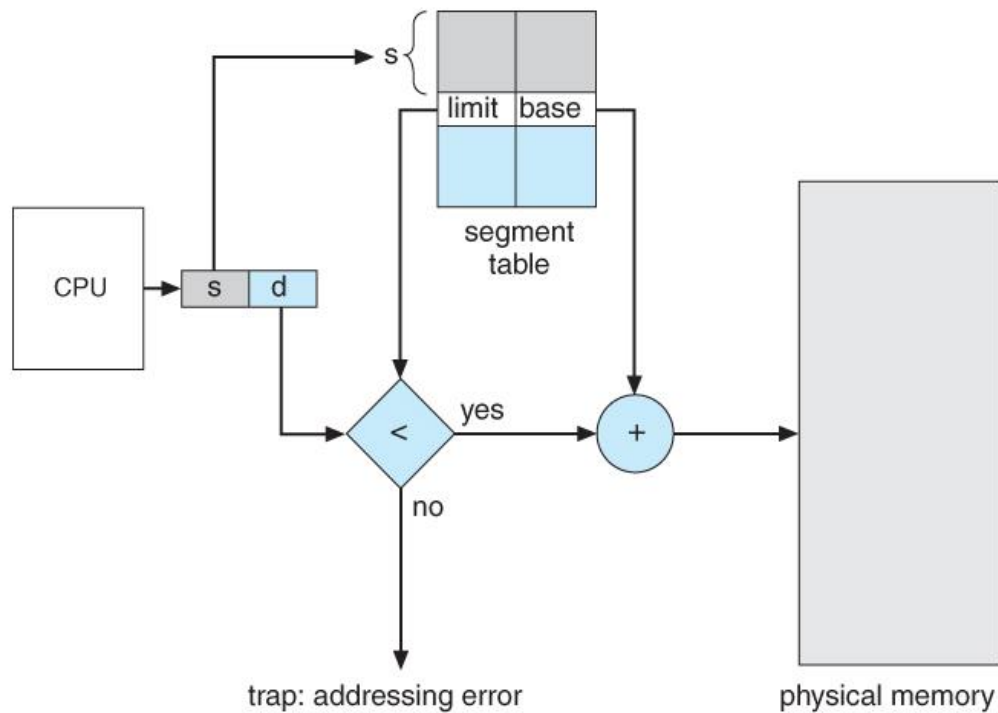 s
limit base
segment
table
CPU
s d
<
yes
+
no
trap: addressing error
physical memory